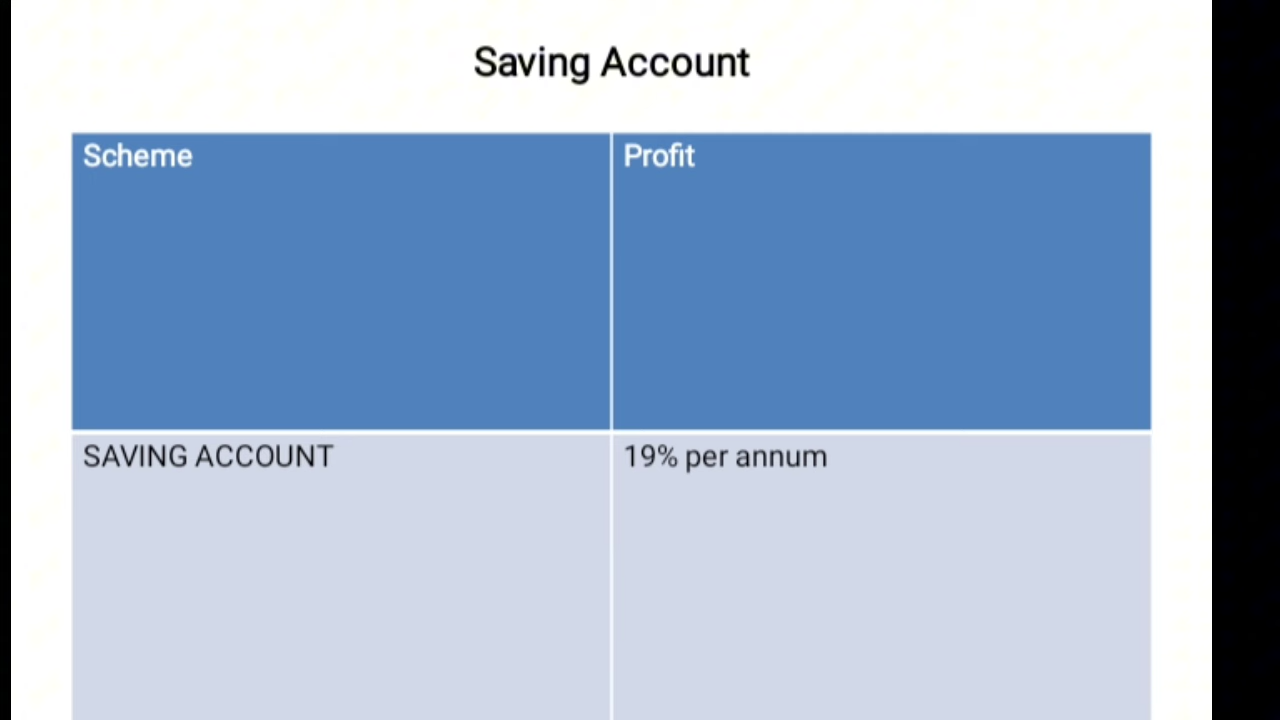 Saving Account
Scheme
Profit
SAVING ACCOUNT
19% per annum